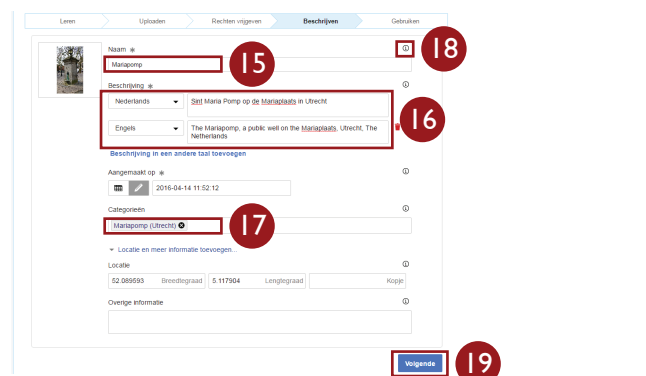 Leren Uploaden Rechten vrijgeven Beschrijven Gebruiken
Naam ∗ 18
Mariapomp 15
Beschrijving ∗
Nederlands Sint Maria Pomp op de Mariaplaats in Utrecht
16
Engels The Mariapomp, a public well on the Mariaplaats, Utrecht, The
Netherlands
Beschrijving in een andere taal toevoegen
Aangemaakt op ∗
2016-04-14 11:52:12
Categorieën
Mariapomp (Utrecht) 17
Locatie en meer informatie toevoegen...
Locatie
52.089593 Breedtegraad 5.117904 Lengtegraad Kopje
Overige informatie
Volgende 19